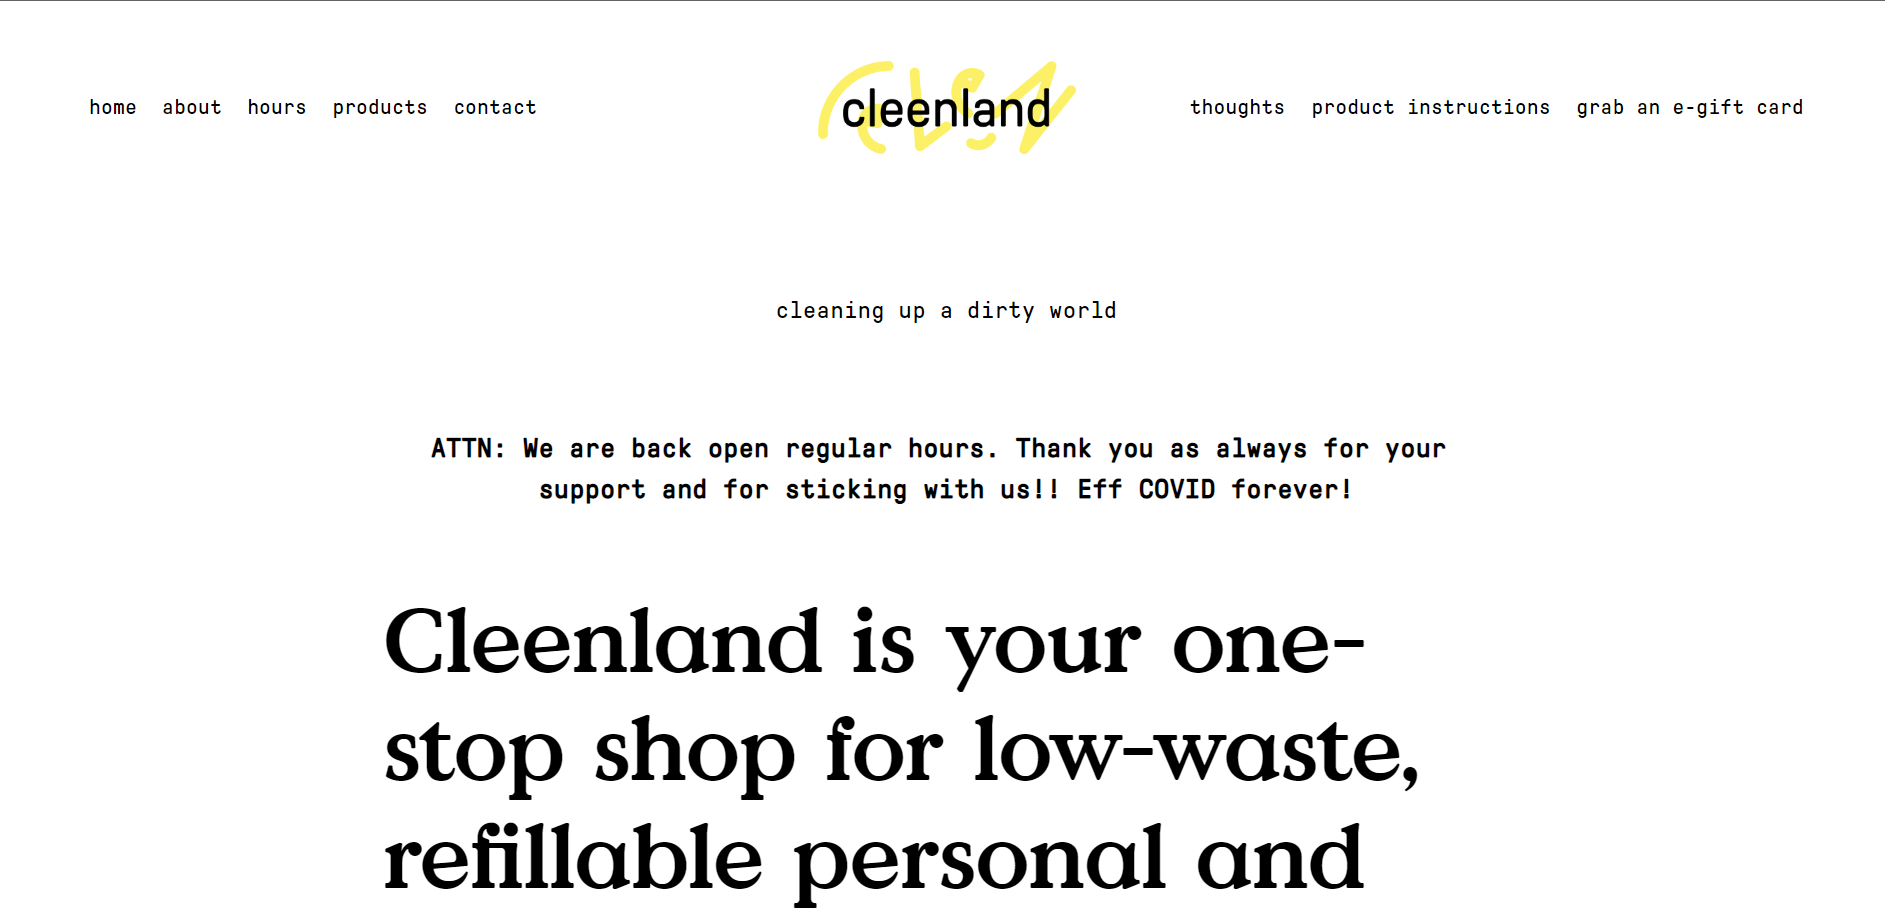 home about hours products contact
cleenland
thoughts product instructions grab an e-gift card
cleaning up a dirty world
ATTN: We are back open regular hours. Thank you as always for your
support and for sticking with us!! Eff COVID forever!
Cleenland is your one-
stop shop for low-waste,
refillable personal and